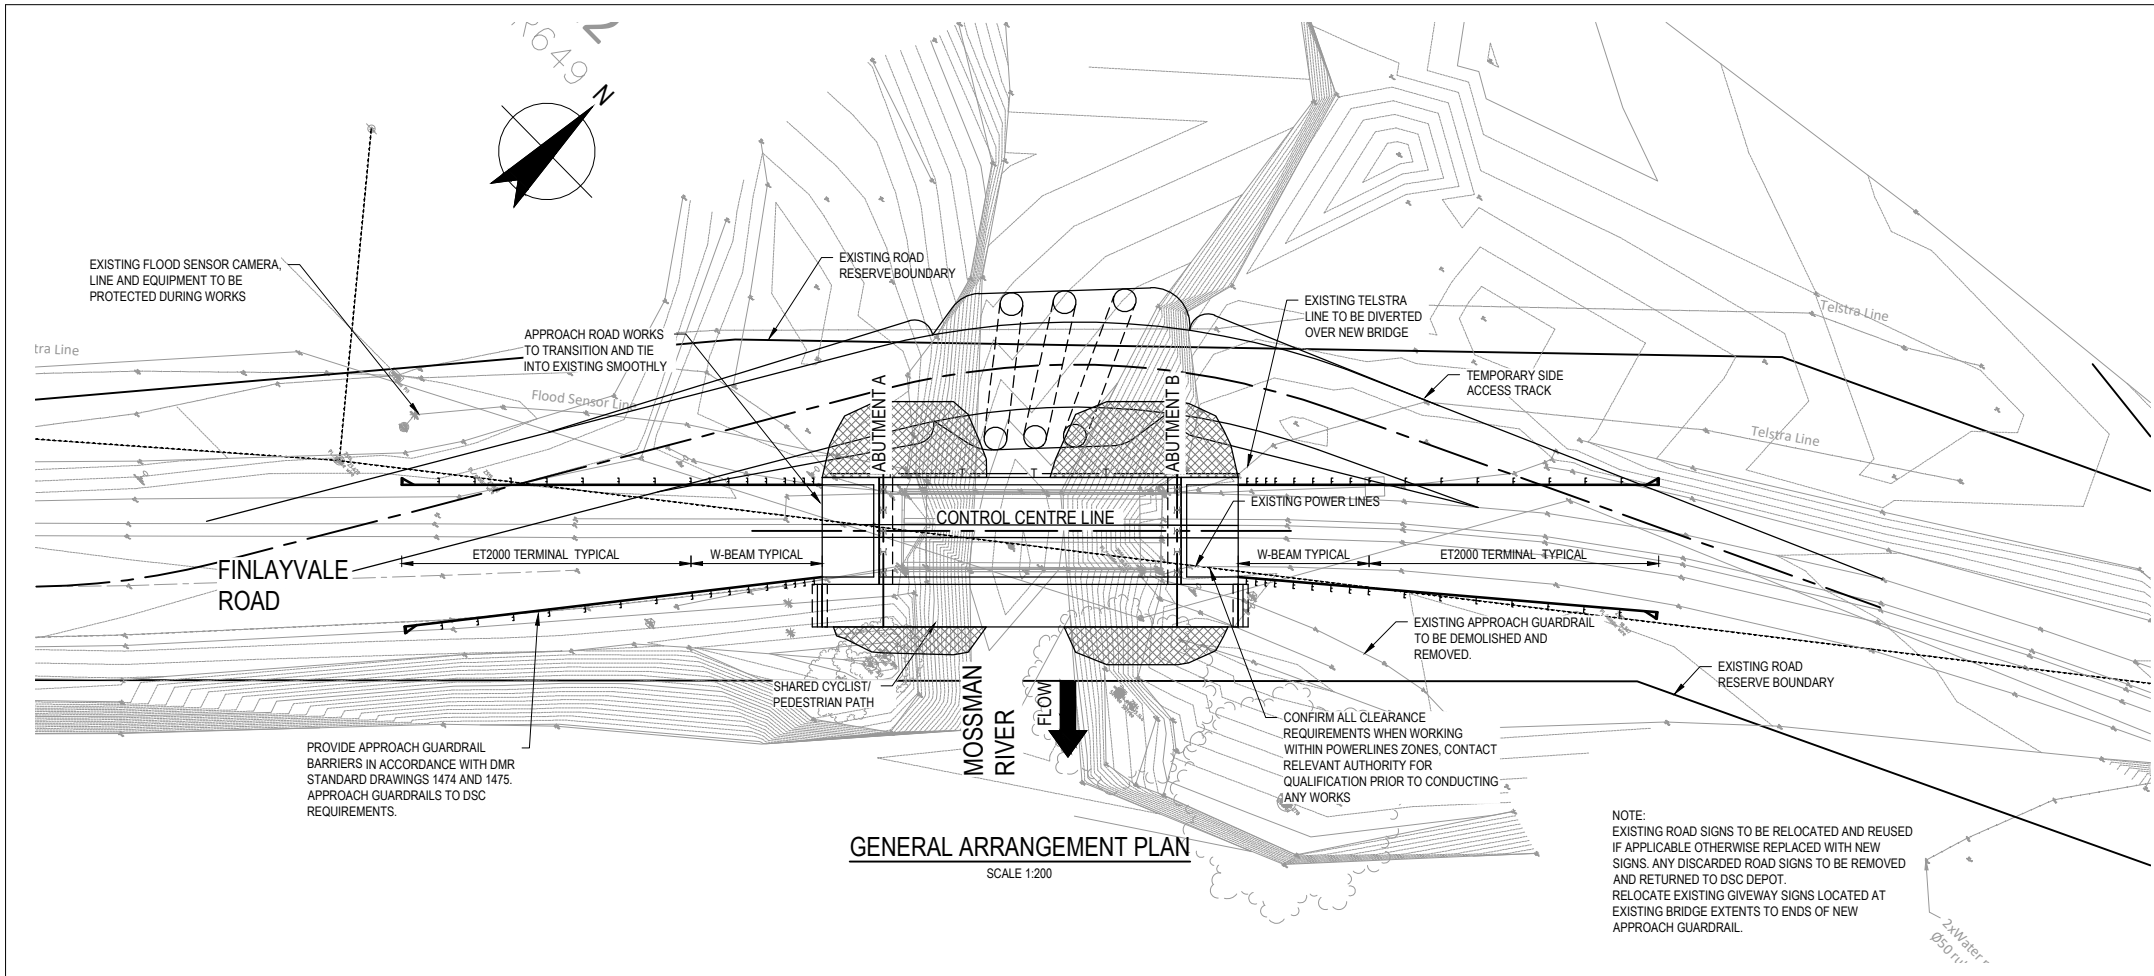 R649
N
EXISTING FLOOD SENSOR CAMERA,
LINE AND EQUIPMENT TO BE
PROTECTED DURING WORKS
EXISTING ROAD
RESERVE BOUNDARY
APPROACH ROAD WORKS
TO TRANSITION AND TIE
INTO EXISTING SMOOTHLY
EXISTING TELSTRA
LINE TO BE DIVERTED
OVER NEW BRIDGE
Telstra Line
tra Line
Flood Sensor Line
TEMPORARY SIDE
ACCESS TRACK
Telstra Line
ABUTMENT A
ABUTMENT B
T
T
T
EXISTING POWER LINES
CONTROL CENTRE LINE
ET2000 TERMINAL TYPICAL
W-BEAM TYPICAL
W-BEAM TYPICAL
ET2000 TERMINAL TYPICAL
FINLAYVALE
ROAD
EXISTING APPROACH GUARDRAIL
TO BE DEMOLISHED AND
REMOVED.
EXISTING ROAD
RESERVE BOUNDARY
SHARED CYCLIST/
PEDESTRIAN PATH
MOSSMAN
RIVER
FLOW
CONFIRM ALL CLEARANCE
REQUIREMENTS WHEN WORKING
WITHIN POWERLINES ZONES, CONTACT
RELEVANT AUTHORITY FOR
QUALIFICATION PRIOR TO CONDUCTING
ANY WORKS
PROVIDE APPROACH GUARDRAIL
BARRIERS IN ACCORDANCE WITH DMR
STANDARD DRAWINGS 1474 AND 1475.
APPROACH GUARDRAILS TO DSC
REQUIREMENTS.
GENERAL ARRANGEMENT PLAN
SCALE 1:200
NOTE:
EXISTING ROAD SIGNS TO BE RELOCATED AND REUSED
IF APPLICABLE OTHERWISE REPLACED WITH NEW
SIGNS. ANY DISCARDED ROAD SIGNS TO BE REMOVED
AND RETURNED TO DSC DEPOT.
RELOCATE EXISTING GIVEWAY SIGNS LOCATED AT
EXISTING BRIDGE EXTENTS TO ENDS OF NEW
APPROACH GUARDRAIL.
2xWater
Ø50